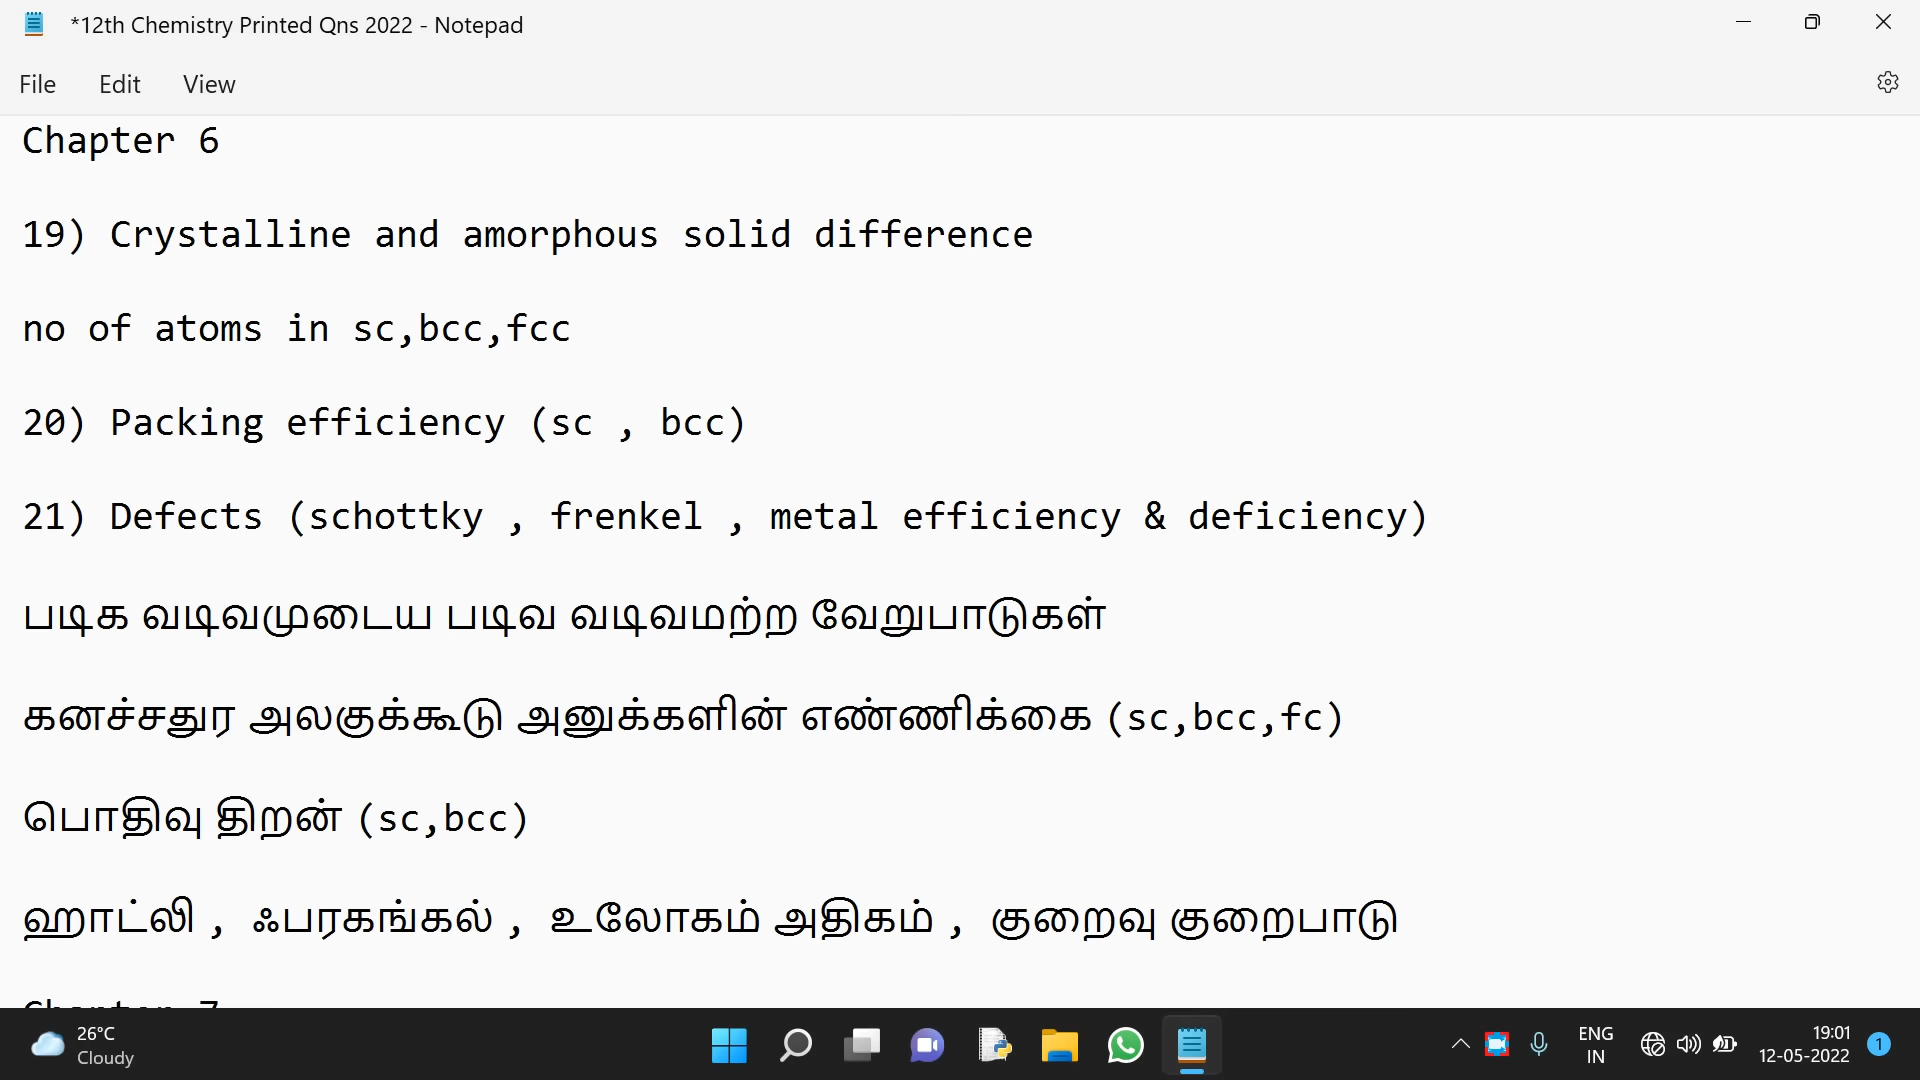 *12th Chemistry Printed Qns 2022 - Notepad
File Edit View
Chapter 6
19) Crystalline and amorphous solid difference
no of atoms in sc,bcc,fcc
20) Packing efficiency (sc , bcc)
21) Defects (schottky , frenkel , metal efficiency & deficiency)
படிக வடிவமுடைய படிவ வடிவமற்ற வேறுபாடுகள்
கனச்சதுர அலகுக்கூடு அனுக்களின் எண்ணிக்கை (sc,bcc,fc)
பொதிவு திறன் (sc,bcc)
ஹாட்லி , ஃபரகங்கல் , உலோகம் அதிகம் , குறைவு குறைபாடு
Chapter 7
26°C
Cloudy
ENG
IN
19:01
12-05-2022
1